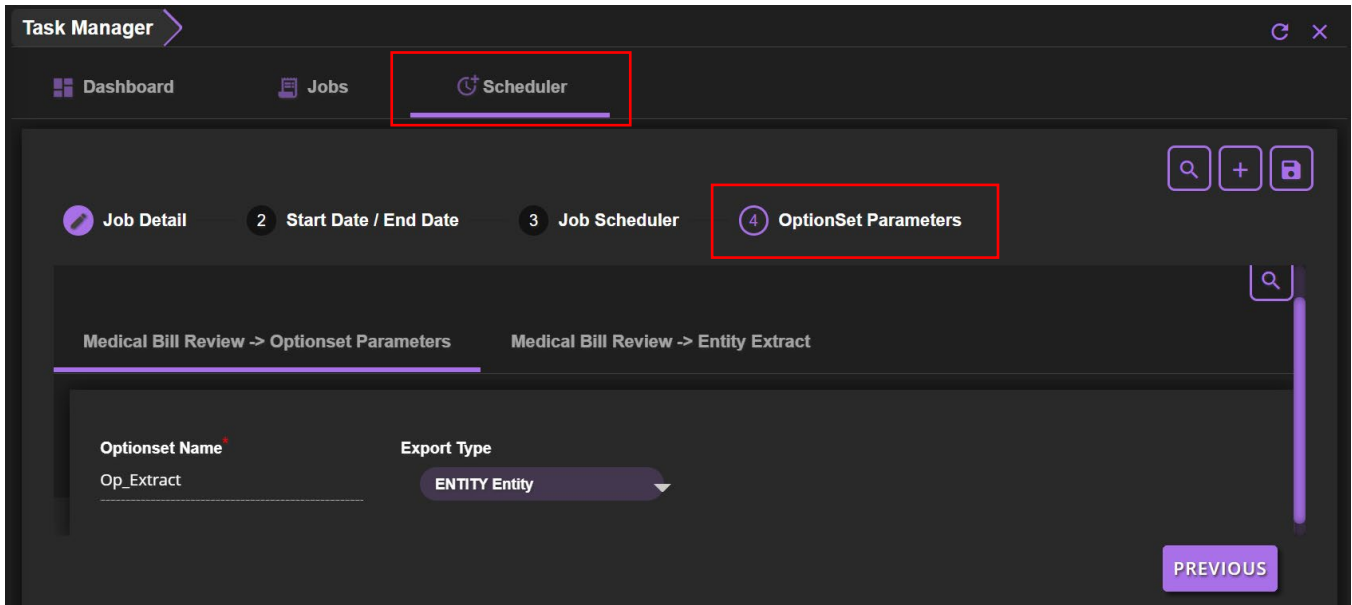 Task Manager
Dashboard Jobs Scheduler
Job Detail 2 Start Date / End Date 3 Job Scheduler 4 OptionSet Parameters
Medical Bill Review -> Optionset Parameters Medical Bill Review -> Entity Extract
Optionset Name* Export Type
Op_Extract ENTITY Entity
PREVIOUS